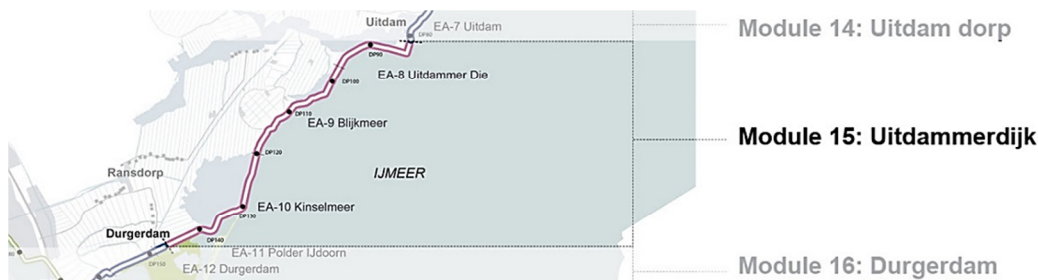 Uitdam
EA-7 Uitdam
Module 14: Uitdam dorp
DP80
DP90
EA-8 Uitdammer Die
DP100
DP110
EA-9 Blijkmeer
Module 15: Uitdammerdijk
DP120
Ransdorp
IJMEER
EA-10 Kinselmeer
DP130
Durgerdam
DP140
EA-11 Polder IJdoorn
DP150
EA-12 Durgerdam
Module 16: Durgerdam